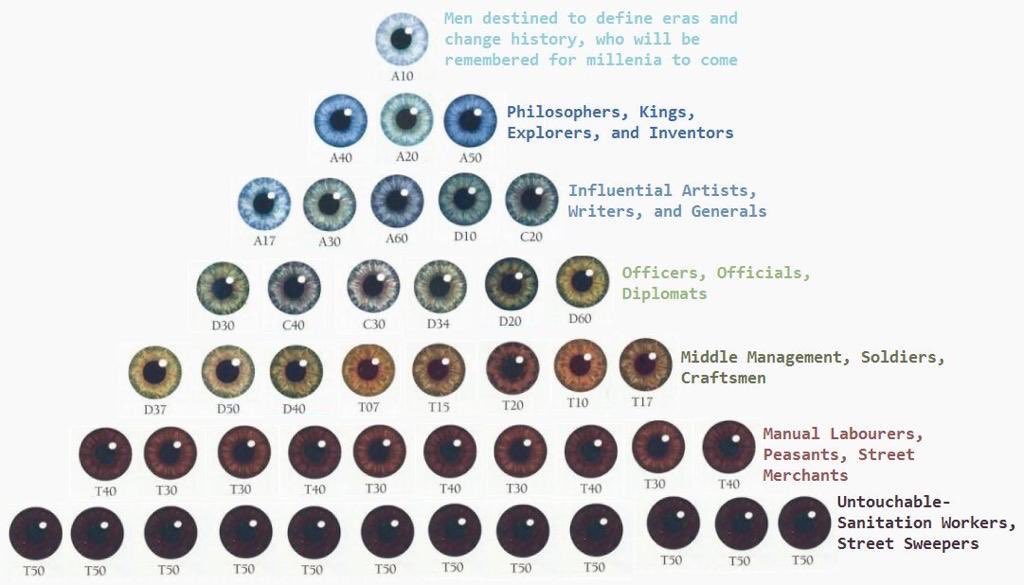 Men destined to define eras and
change history, who will be
remembered for millenia to come
A10
Philosophers, Kings,
Explorers, and Inventors
A40 A20 A50
Influential Artists,
Writers, and Generals
A17 A30 A60 D10 C20
Officers, Officials,
Diplomats
D30 C40 C30 D34 D20 D60
Middle Management, Soldiers,
Craftsmen
D37 D50 D40 T07 T15 T20 T10 T17
Manual Labourers,
Peasants, Street
Merchants
T40 T30 T30 T40 T30 T40 T30 T40 T30 T40
Untouchable-
Sanitation Workers,
Street Sweepers
T50 T50 T50 T50 T50 T50 T50 T50 T50 T50 T50 T50